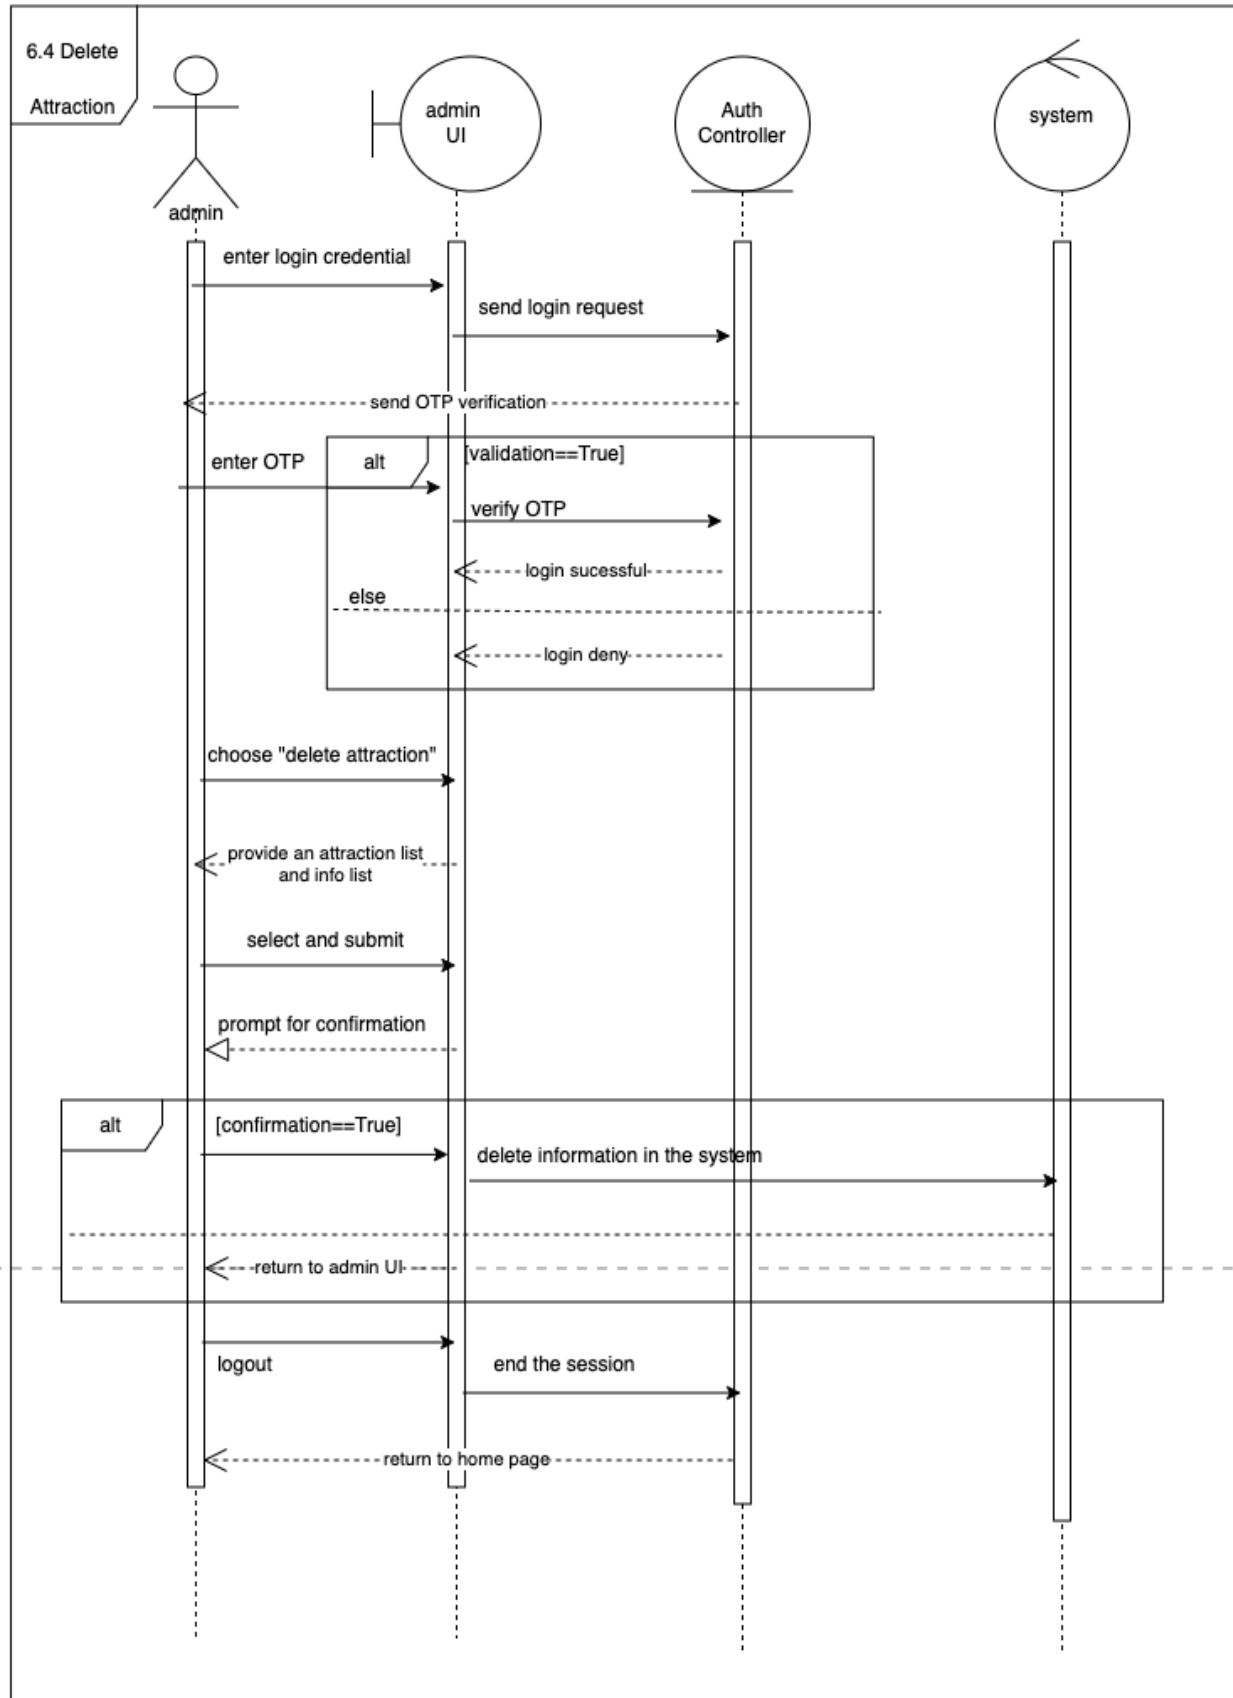 6.4 Delete
Attraction
admin
UI
Auth
Controller
system
admin
enter login credential
send login request
send OTP verification
enter OTP
alt
[validation==True]
verify OTP
login sucessful
else
login deny
choose "delete attraction"
provide an attraction list
and info list
select and submit
prompt for confirmation
alt
[confirmation==True]
delete information in the system
return to admin UI
logout
end the session
return to home page